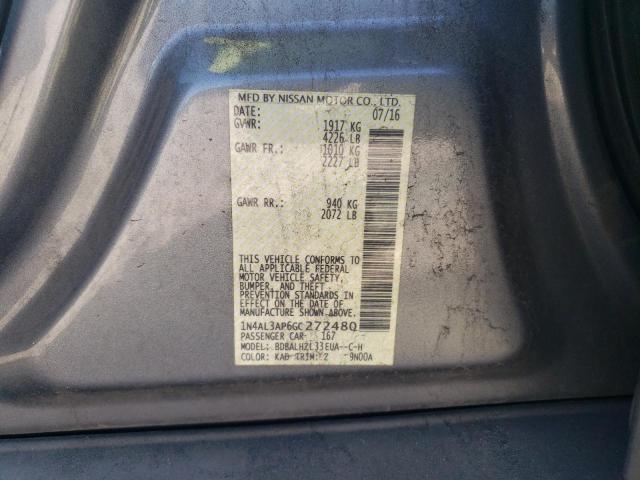 MFD BY NISSAN MOTOR CO., LTD.
DATE: 07/16
GVWR: 1917 KG
4226 LB
GAWR FR.: 1010 KG
2227 LB
GAWR RR.: 940 KG
2072 LB
THIS VEHICLE CONFORMS TO
ALL APPLICABLE FEDERAL
MOTOR VEHICLE SAFETY,
BUMPER, AND THEFT
PREVENTION STANDARDS
IN EFFECT ON THE DATE OF
MANUFACTURE SHOWN ABOVE.
1N4AL3AP6GC272480
PASSENGER CAR 167
MODEL: BDBALHZL33EUA--C-H
COLOR: KAD TRIM: Z 9N00A